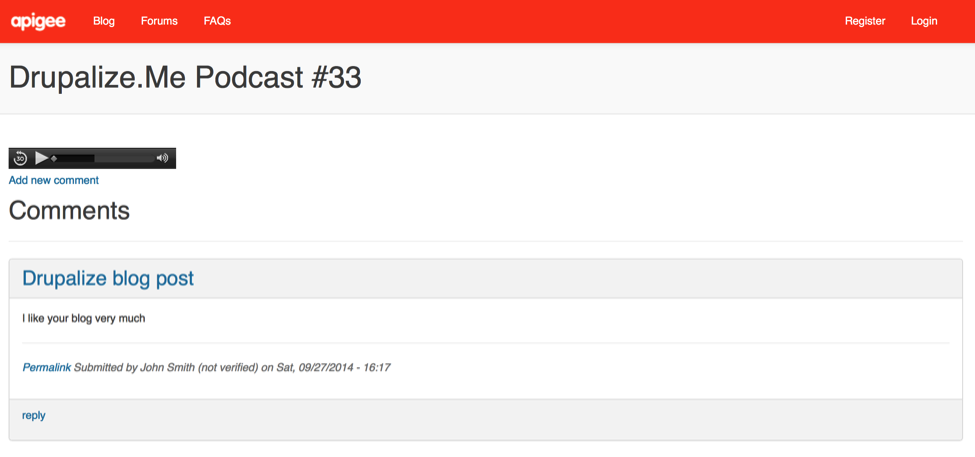 apigee Blog Forums FAQs Register Login
Drupalize.Me Podcast #33
30
Add new comment
Comments
Drupalize blog post
I like your blog very much
Permalink Submitted by John Smith (not verified) on Sat, 09/27/2014 - 16:17
reply